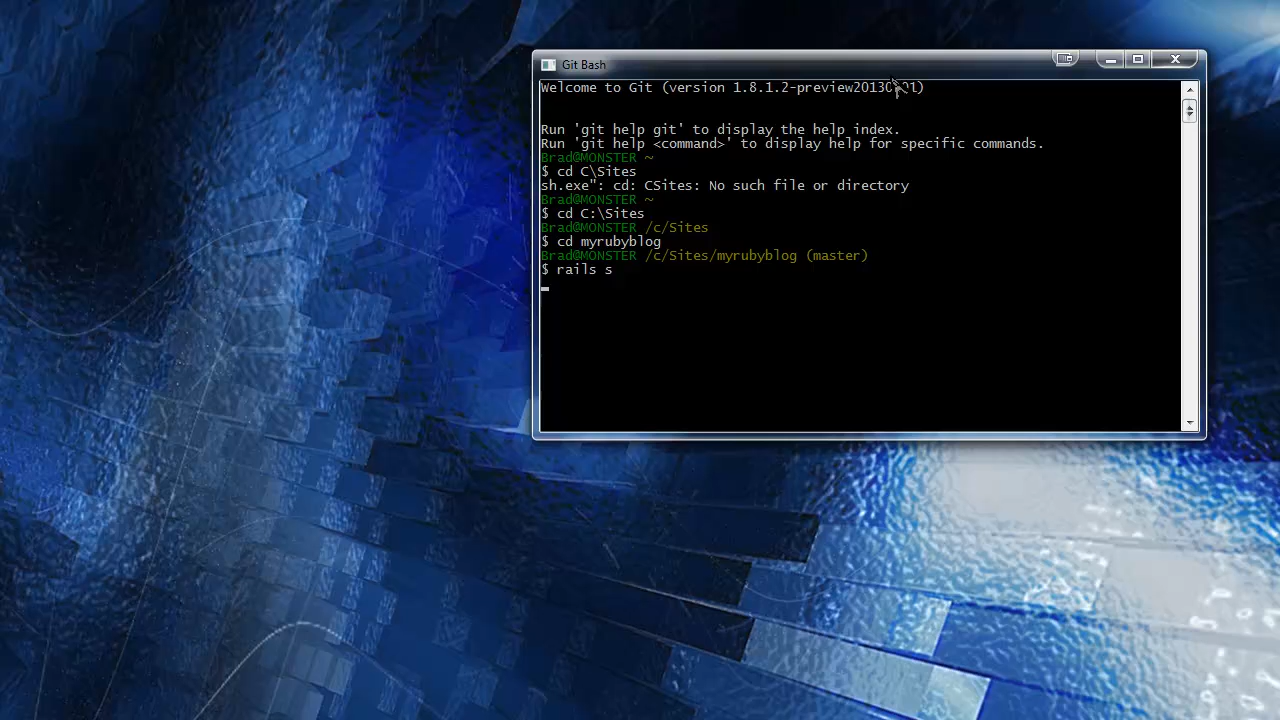 Git Bash
Welcome to Git (version 1.8.1.2-preview20130201)
Run 'git help git' to display the help index.
Run 'git help <command>' to display help for specific commands.
Brad@MONSTER ~
$ cd C\Sites
sh.exe": cd: CSites: No such file or directory
Brad@MONSTER ~
$ cd C:\Sites
Brad@MONSTER /c/Sites
$ cd myrubyblog
Brad@MONSTER /c/Sites/myrubyblog (master)
$ rails s